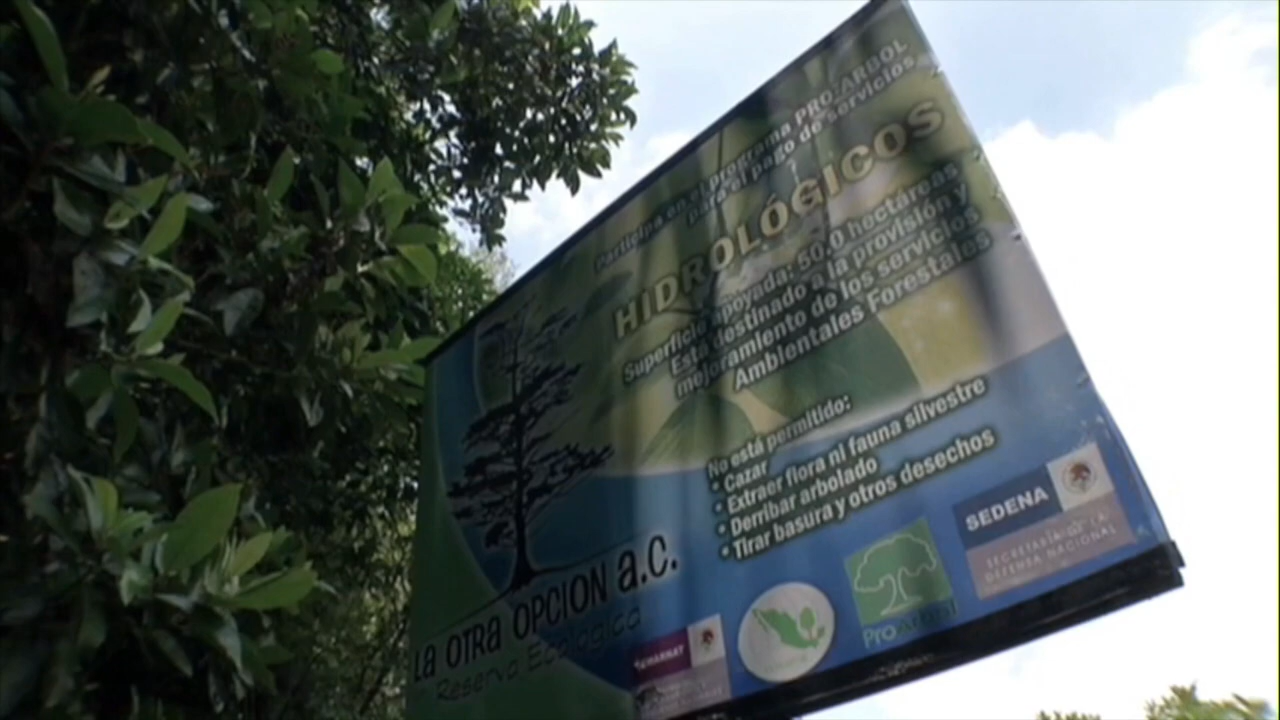 Participa en el programa PROÁRBOL
para el pago de servicios
HIDROLÓGICOS
Superficie apoyada: 50.0 hectáreas
Está destinado a la provisión y
mejoramiento de los servicios
Ambientales Forestales
No está permitido:
• Cazar
• Extraer flora ni fauna silvestre
• Derribar arbolado
• Tirar basura y otros desechos
LA OTRA OPCION a.C.
Reserva Ecológica
SEMARNAT
ProÁrbol
SEDENA
SECRETARÍA DE LA
DEFENSA NACIONAL